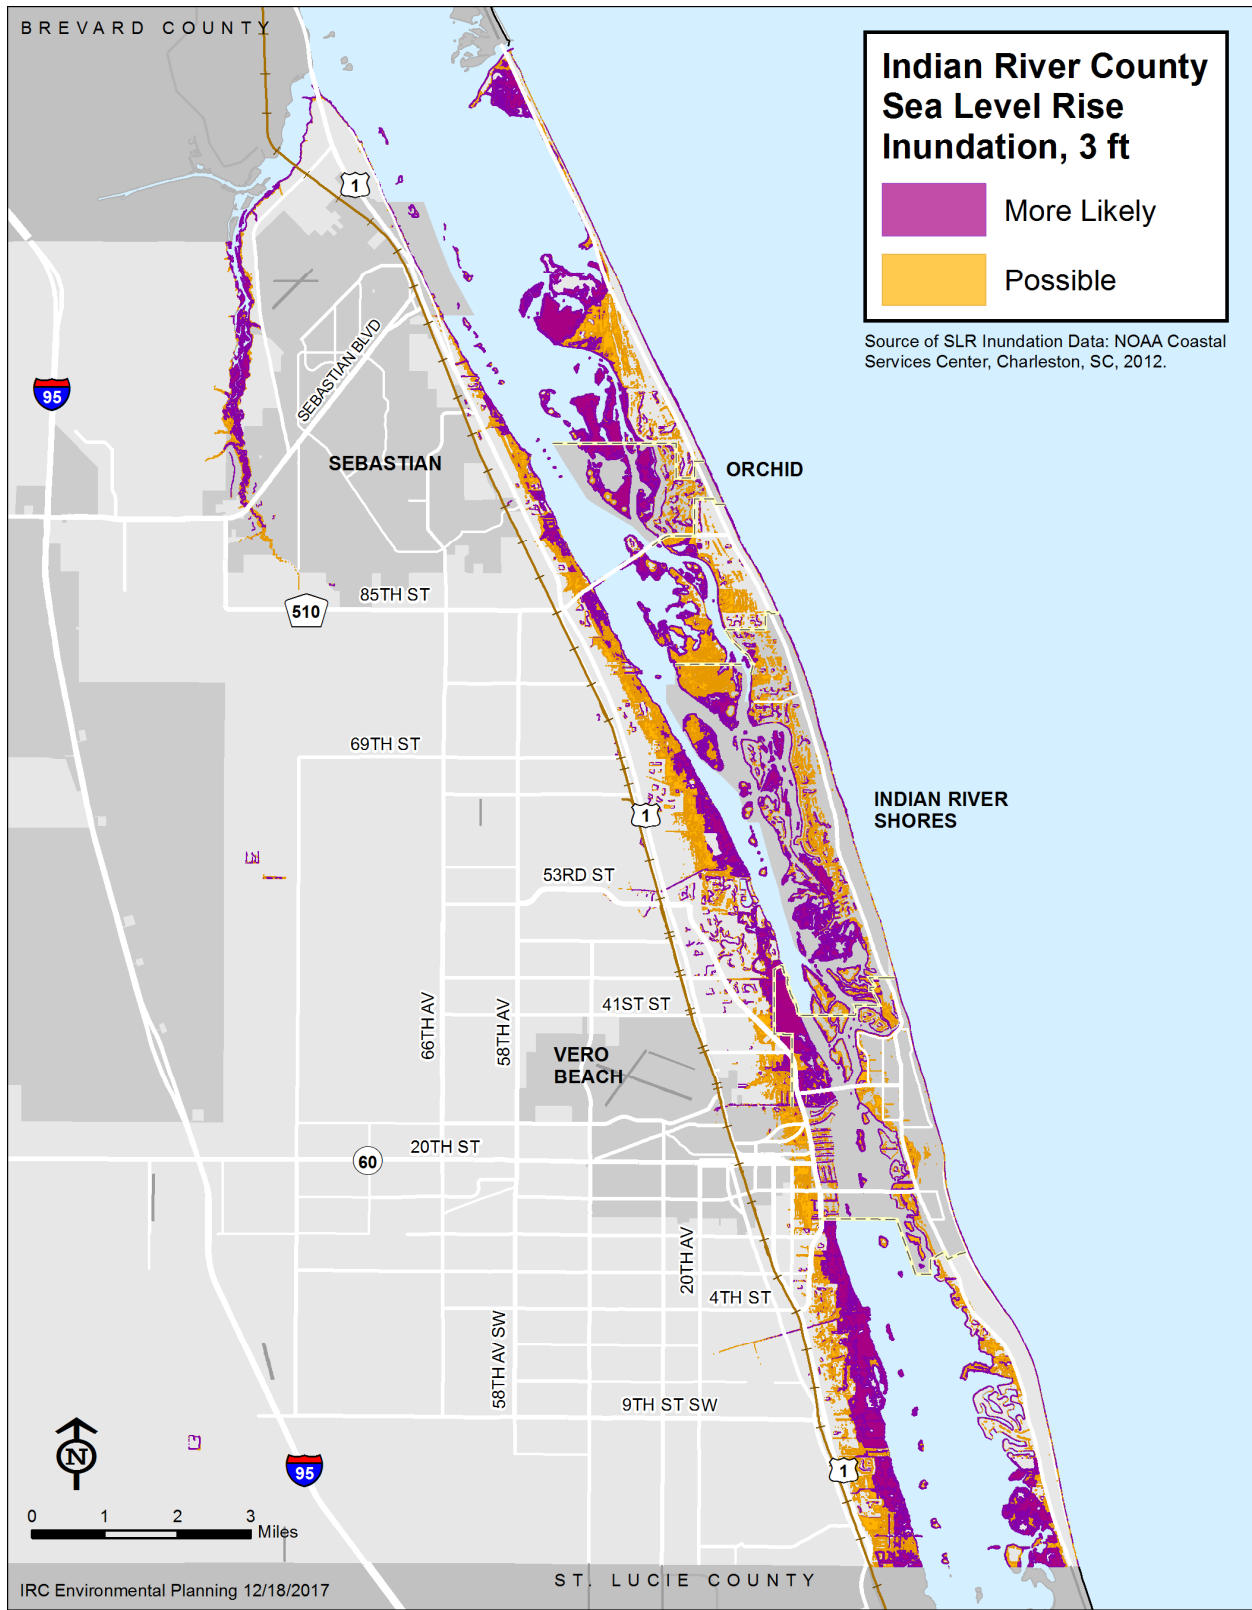 BREVARD COUNTY
Indian River County
Sea Level Rise
Inundation, 3 ft
More Likely
Possible
Source of SLR Inundation Data: NOAA Coastal
Services Center, Charleston, SC, 2012.
1
95
SEBASTIAN BLVD
SEBASTIAN
ORCHID
85TH ST
510
69TH ST
1
INDIAN RIVER
SHORES
53RD ST
66TH AV
58TH AV
41ST ST
VERO
BEACH
20TH ST
60
20TH AV
4TH ST
58TH AV SW
9TH ST SW
N
95
1
0 1 2 3
Miles
ST. LUCIE COUNTY
IRC Environmental Planning 12/18/2017